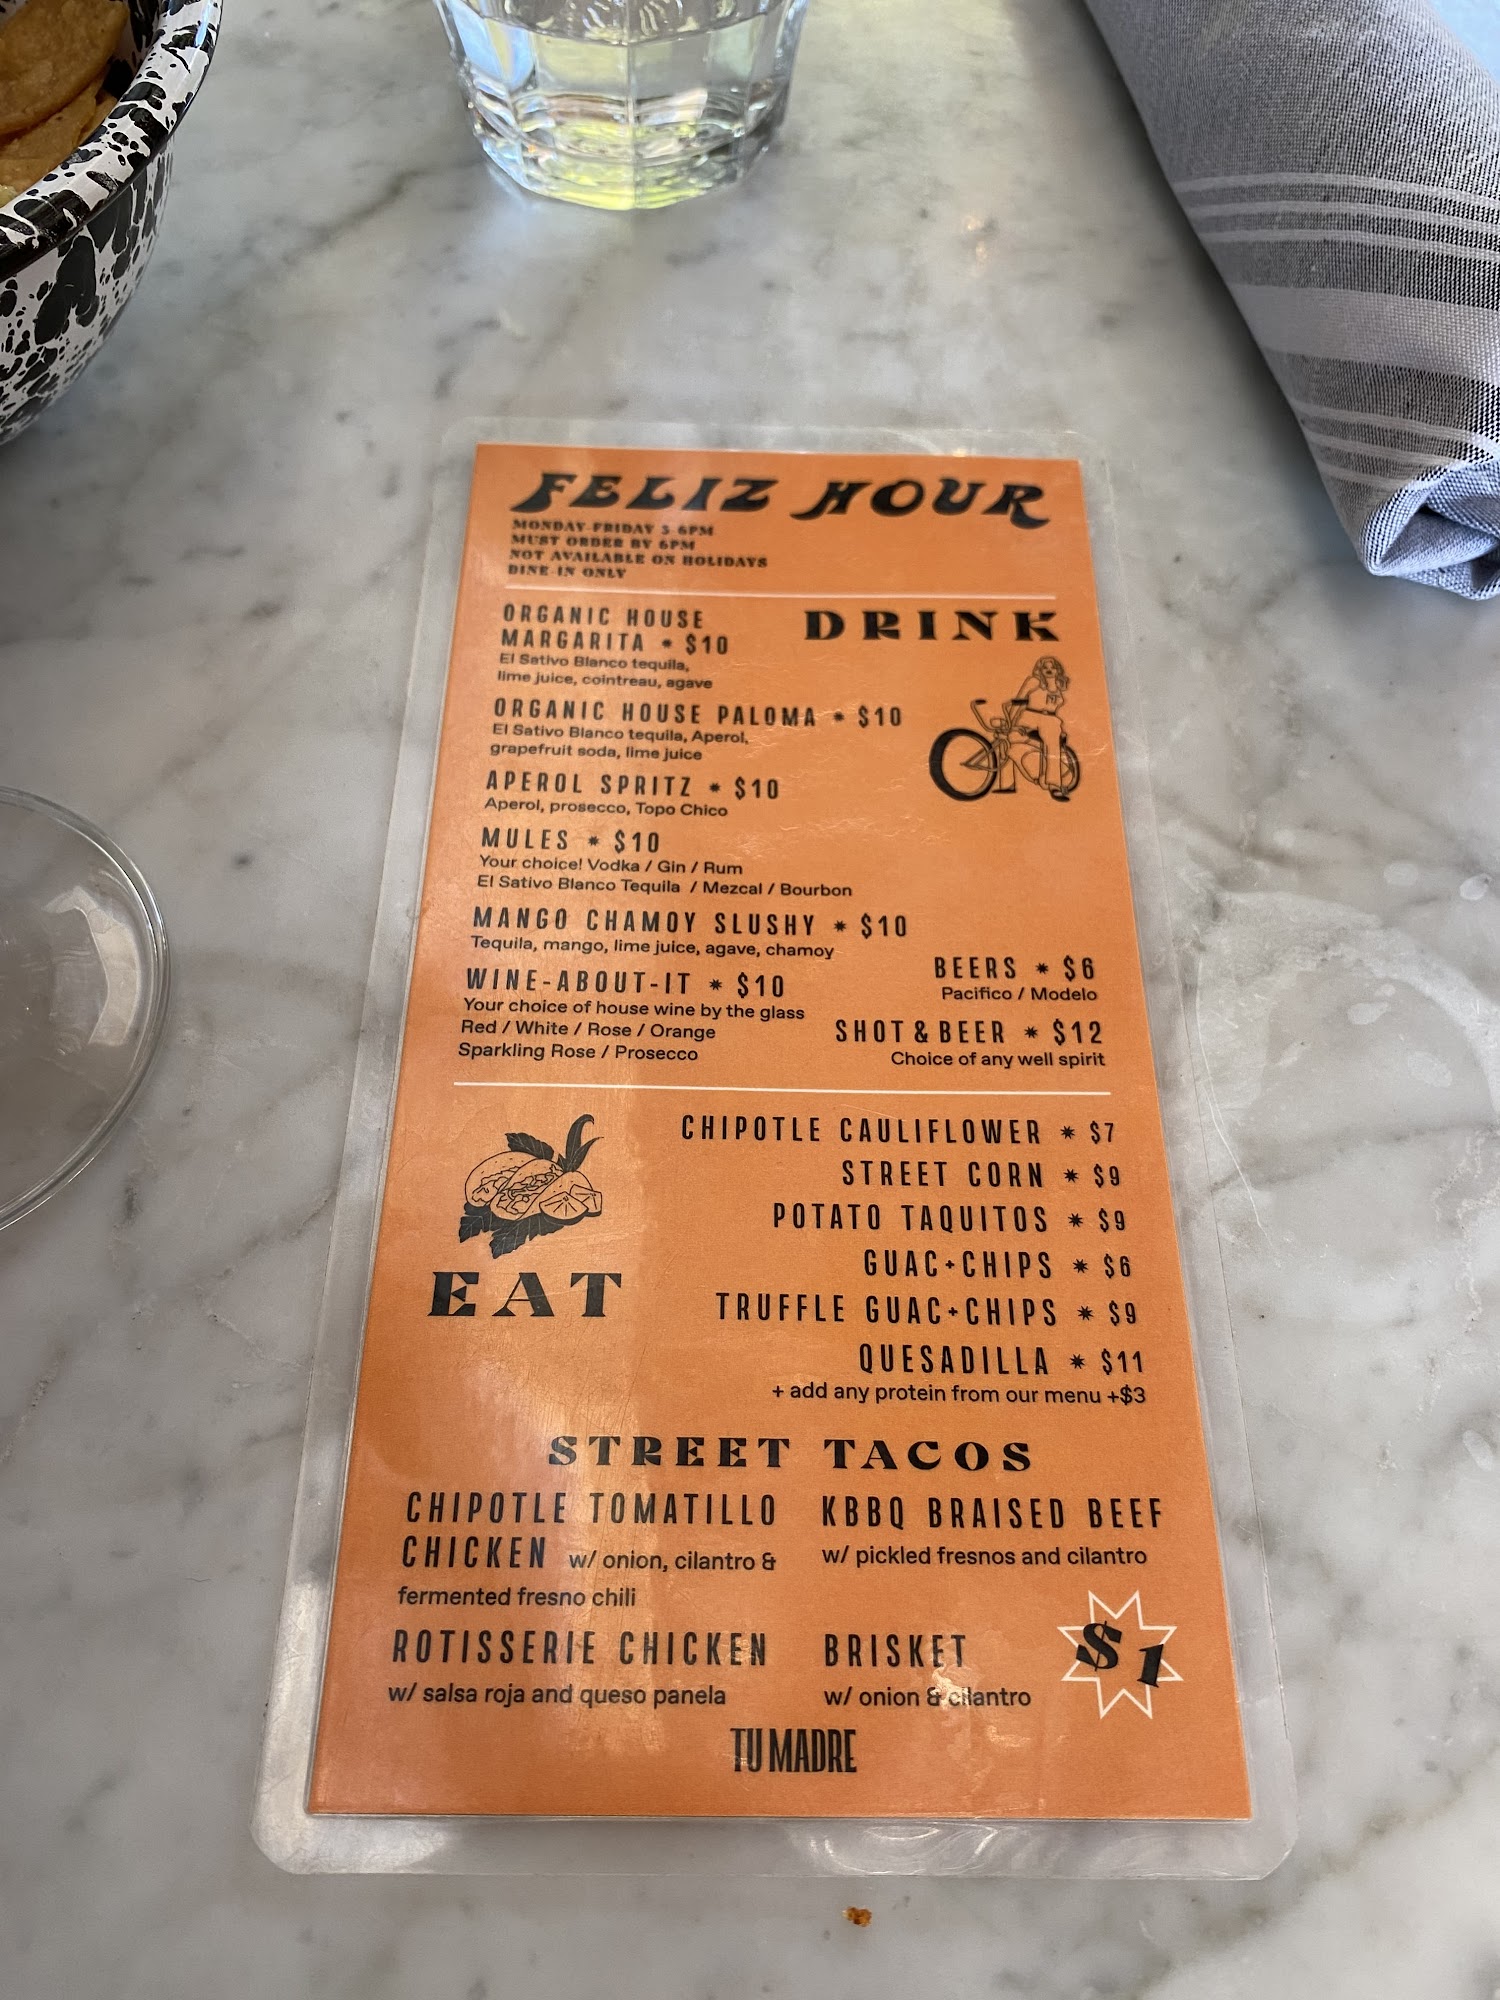 FELIZ HOUR
MONDAY-FRIDAY 3-6PM
MUST ORDER BY 6PM
NOT AVAILABLE ON HOLIDAYS
DINE-IN ONLY
DRINK
ORGANIC HOUSE
MARGARITA * $10
El Sativo Blanco tequila,
lime juice, cointreau, agave
ORGANIC HOUSE PALOMA * $10
El Sativo Blanco tequila, Aperol,
grapefruit soda, lime juice
APEROL SPRITZ * $10
Aperol, prosecco, Topo Chico
MULES * $10
Your choice! Vodka / Gin / Rum
El Sativo Blanco Tequila / Mezcal / Bourbon
MANGO CHAMOY SLUSHY * $10
Tequila, mango, lime juice, agave, chamoy
WINE-ABOUT-IT * $10
Your choice of house wine by the glass
Red / White / Rose / Orange
Sparkling Rose / Prosecco
BEERS * $6
Pacifico / Modelo
SHOT & BEER * $12
Choice of any well spirit
EAT
CHIPOTLE CAULIFLOWER * $7
STREET CORN * $9
POTATO TAQUITOS * $9
GUAC+CHIPS * $6
TRUFFLE GUAC+CHIPS * $9
QUESADILLA * $11
+ add any protein from our menu +$3
STREET TACOS
CHIPOTLE TOMATILLO
CHICKEN w/ onion, cilantro &
fermented fresno chili
KBBQ BRAISED BEEF
w/ pickled fresnos and cilantro
ROTISSERIE CHICKEN
w/ salsa roja and queso panela
BRISKET
w/ onion & cilantro
$1
TU MADRE